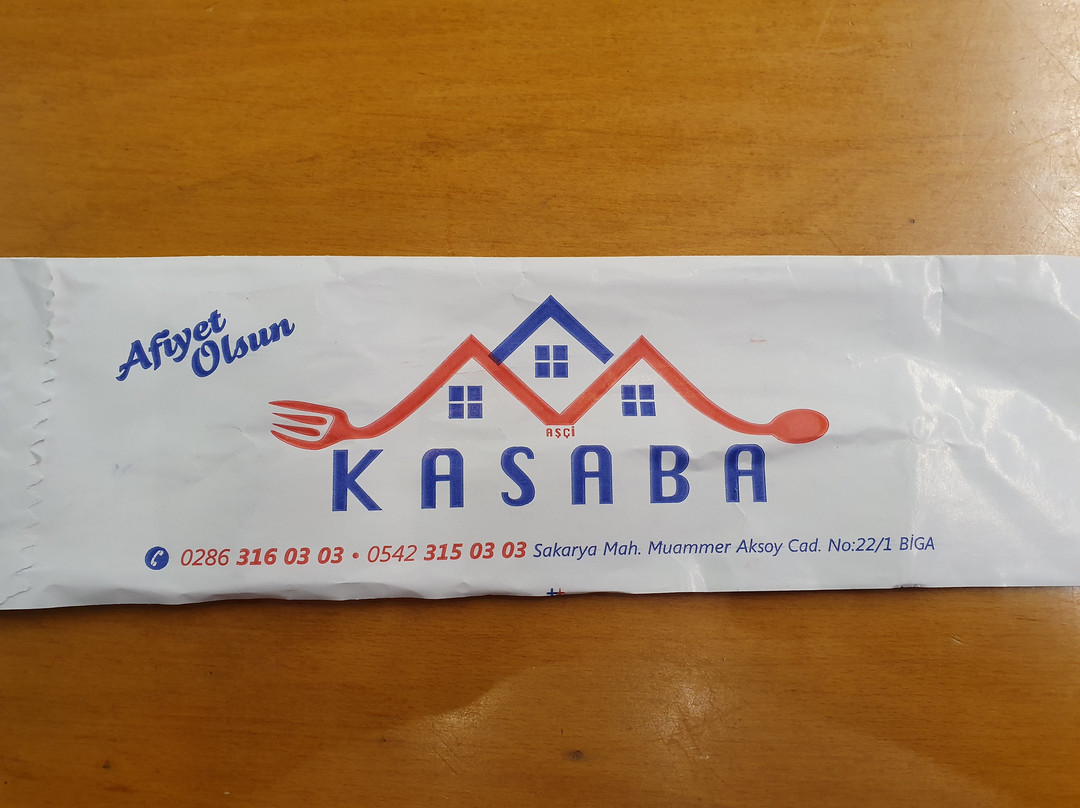 Afiyet
Olsun
AŞÇİ
KASABA
0286 316 03 03 • 0542 315 03 03 Sakarya Mah. Muammer Aksoy Cad. No:22/1 BİGA